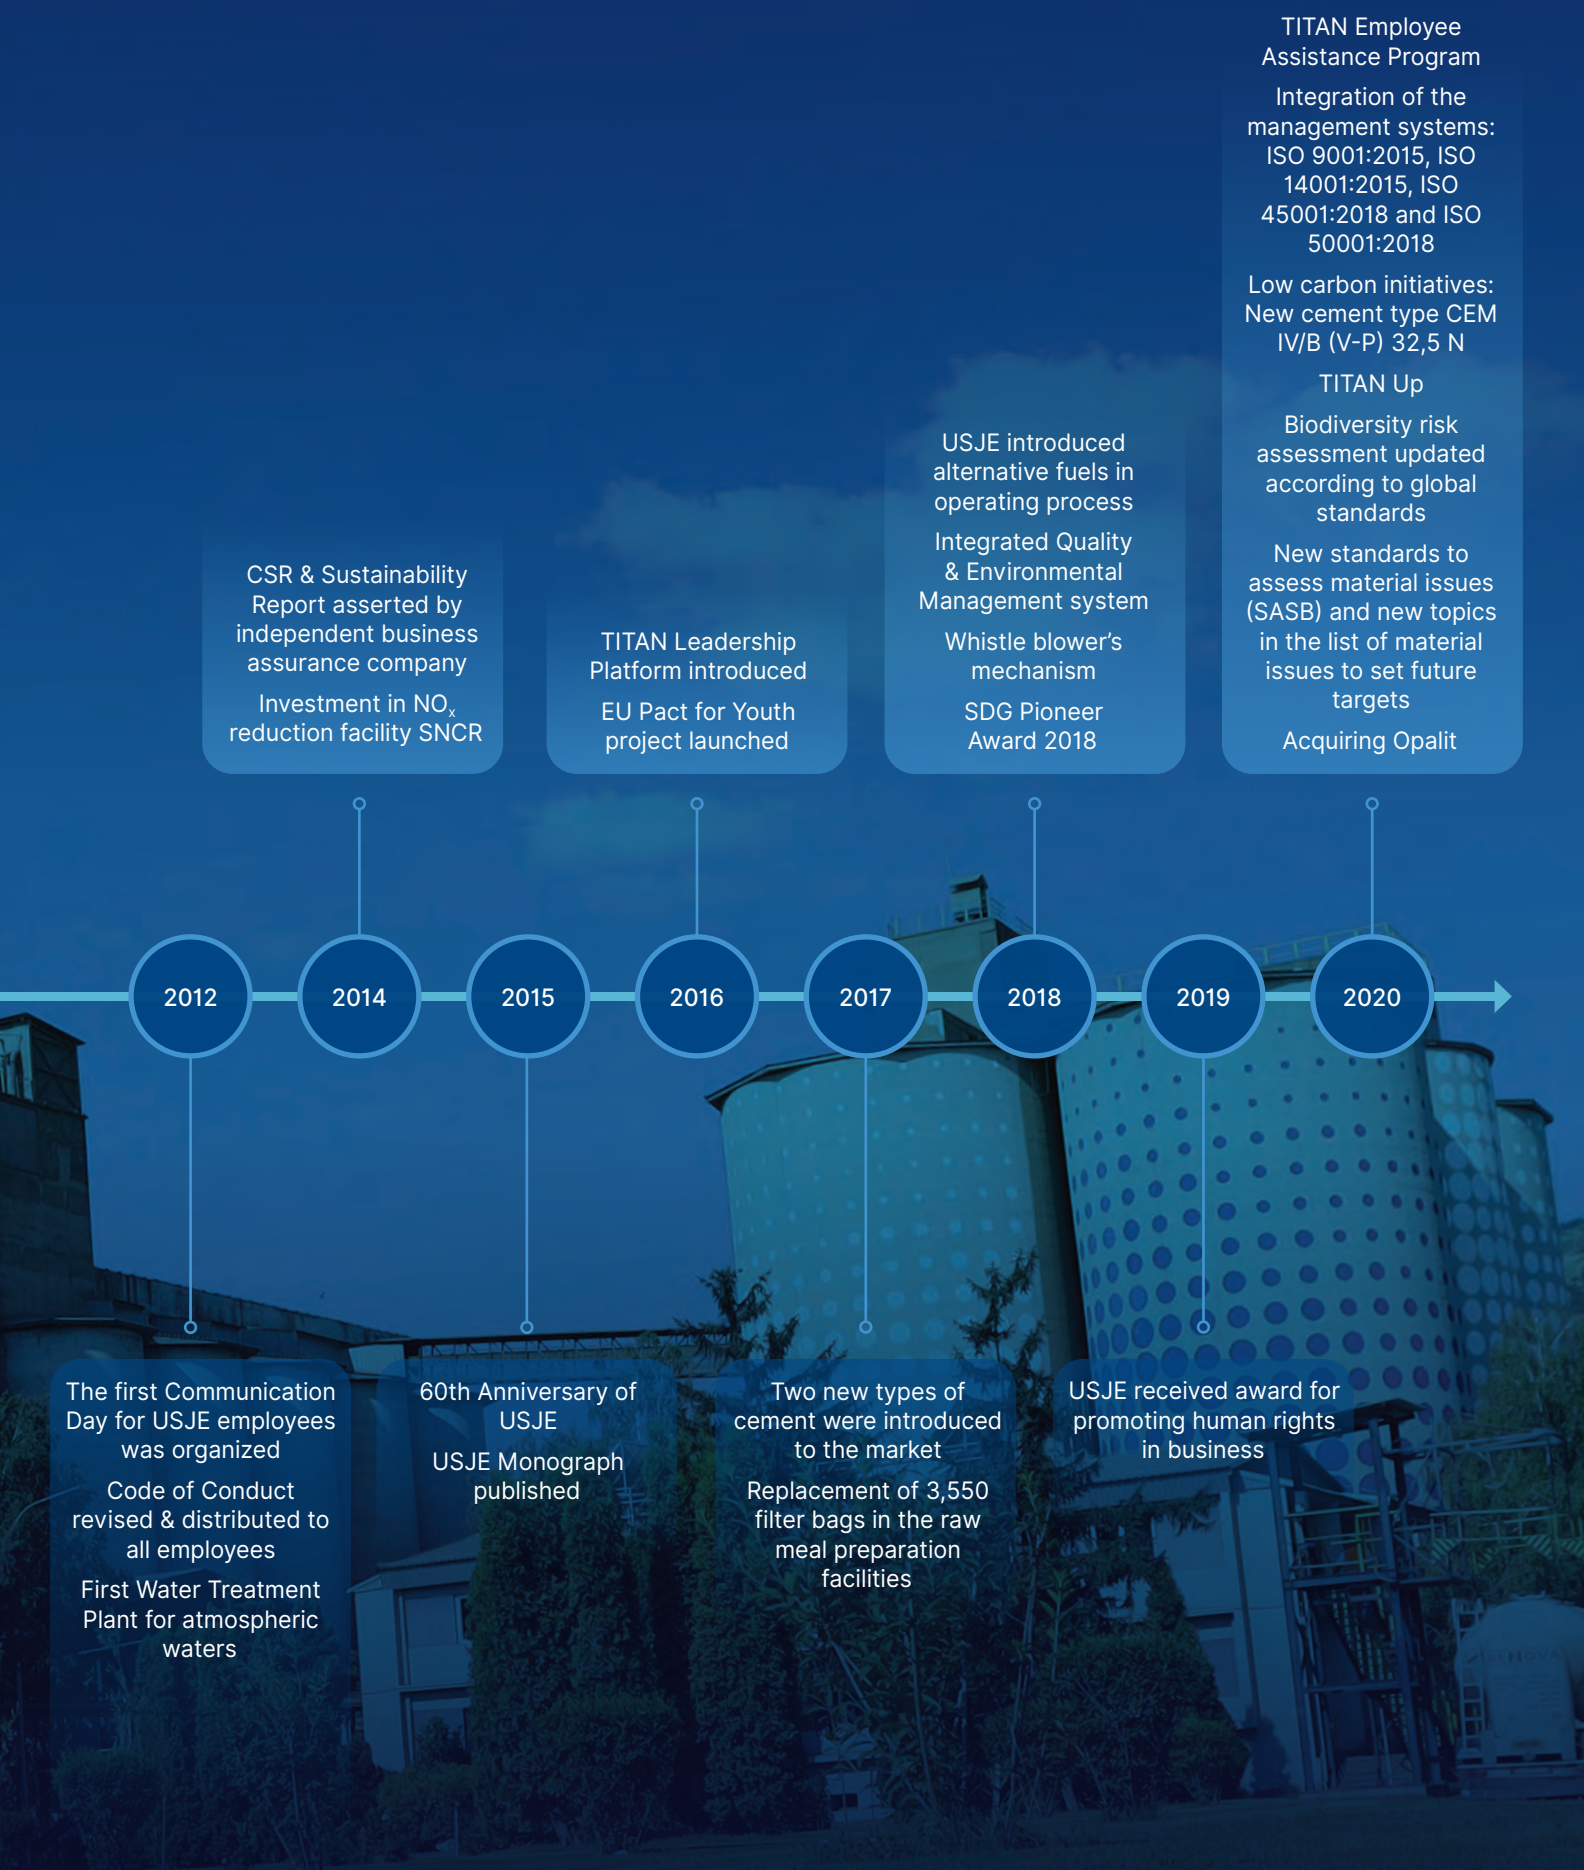 TITAN Employee
Assistance Program
Integration of the
management systems:
ISO 9001:2015, ISO
14001:2015, ISO
45001:2018 and ISO
50001:2018
Low carbon initiatives:
New cement type CEM
IV/B (V-P) 32,5 N
TITAN Up
Biodiversity risk
assessment updated
according to global
standards
New standards to
assess material issues
(SASB) and new topics
in the list of material
issues to set future
targets
Acquiring Opalit
USJE introduced
alternative fuels in
operating process
Integrated Quality
& Environmental
Management system
Whistle blower’s
mechanism
SDG Pioneer
Award 2018
CSR & Sustainability
Report asserted by
independent business
assurance company
Investment in NOx
reduction facility SNCR
TITAN Leadership
Platform introduced
EU Pact for Youth
project launched
2012
2014
2015
2016
2017
2018
2019
2020
The first Communication
Day for USJE employees
was organized
Code of Conduct
revised & distributed to
all employees
First Water Treatment
Plant for atmospheric
waters
60th Anniversary of
USJE
USJE Monograph
published
Two new types of
cement were introduced
to the market
Replacement of 3,550
filter bags in the raw
meal preparation
facilities
USJE received award for
promoting human rights
in business